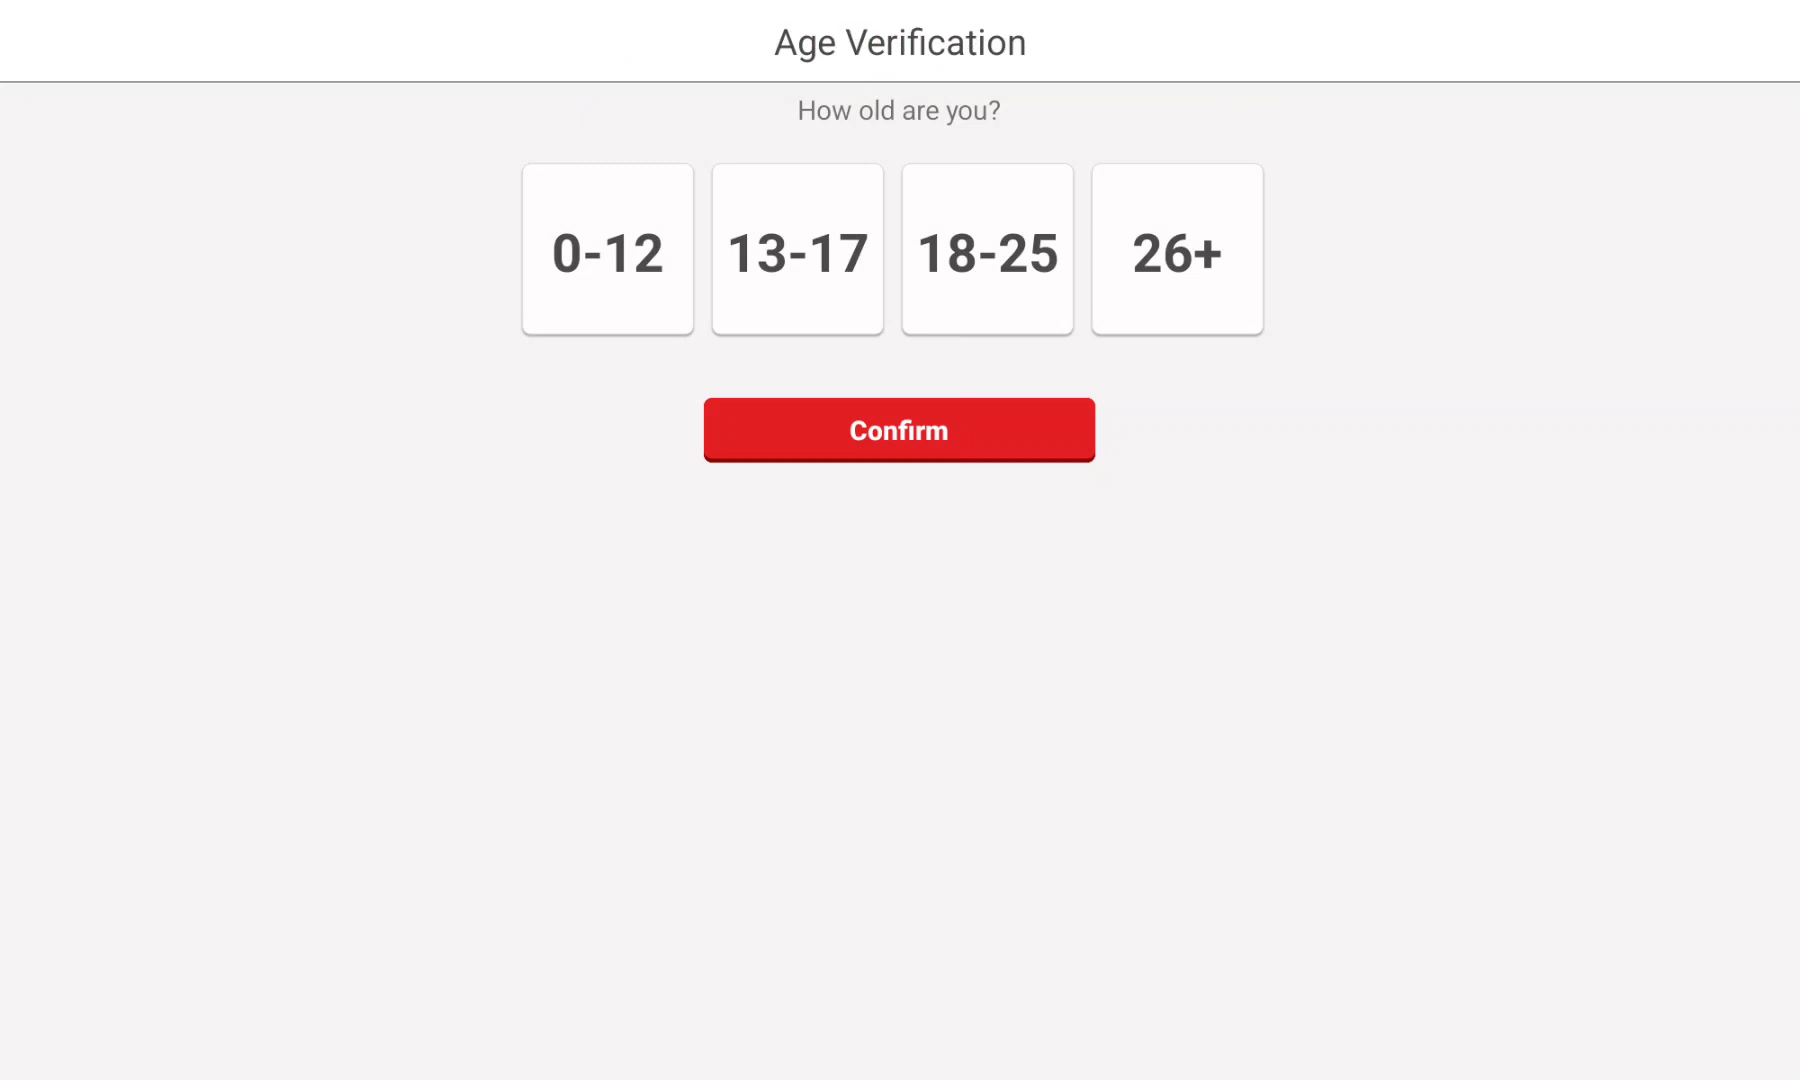 Age Verification
How old are you?
0-12 13-17 18-25 26+
Confirm